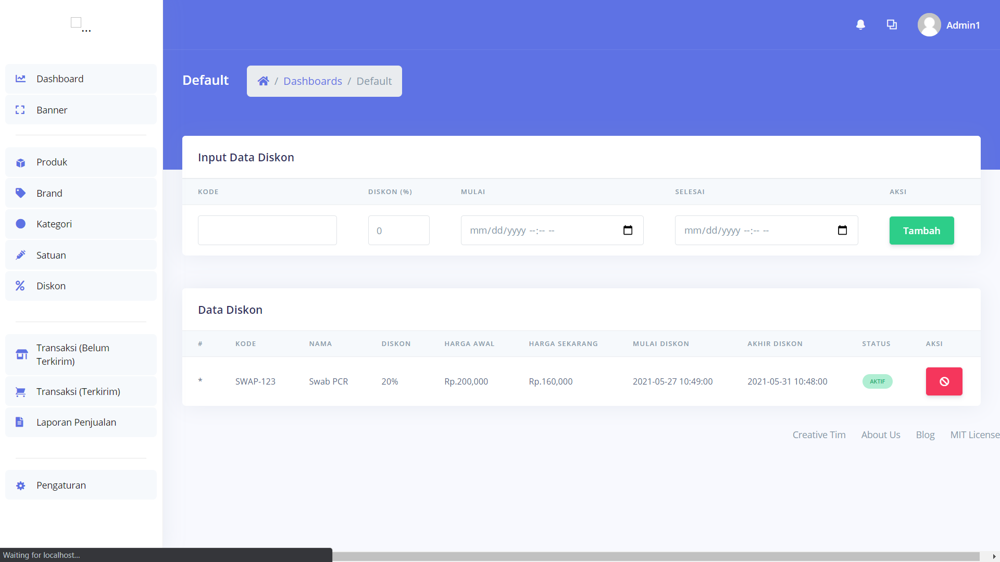 ...
Admin1
Default
/ Dashboards / Default
Dashboard
Banner
Produk
Brand
Kategori
Satuan
Diskon
Transaksi (Belum
Terkirim)
Transaksi (Terkirim)
Laporan Penjualan
Pengaturan
Input Data Diskon
KODE DISKON (%) MULAI SELESAI AKSI
0 mm/dd/yyyy --:-- -- mm/dd/yyyy --:-- -- Tambah
Data Diskon
# KODE NAMA DISKON HARGA AWAL HARGA SEKARANG MULAI DISKON AKHIR DISKON STATUS AKSI
* SWAP-123 Swab PCR 20% Rp.200,000 Rp.160,000 2021-05-27 10:49:00 2021-05-31 10:48:00 AKTIF
Creative Tim About Us Blog MIT License
Waiting for localhost...